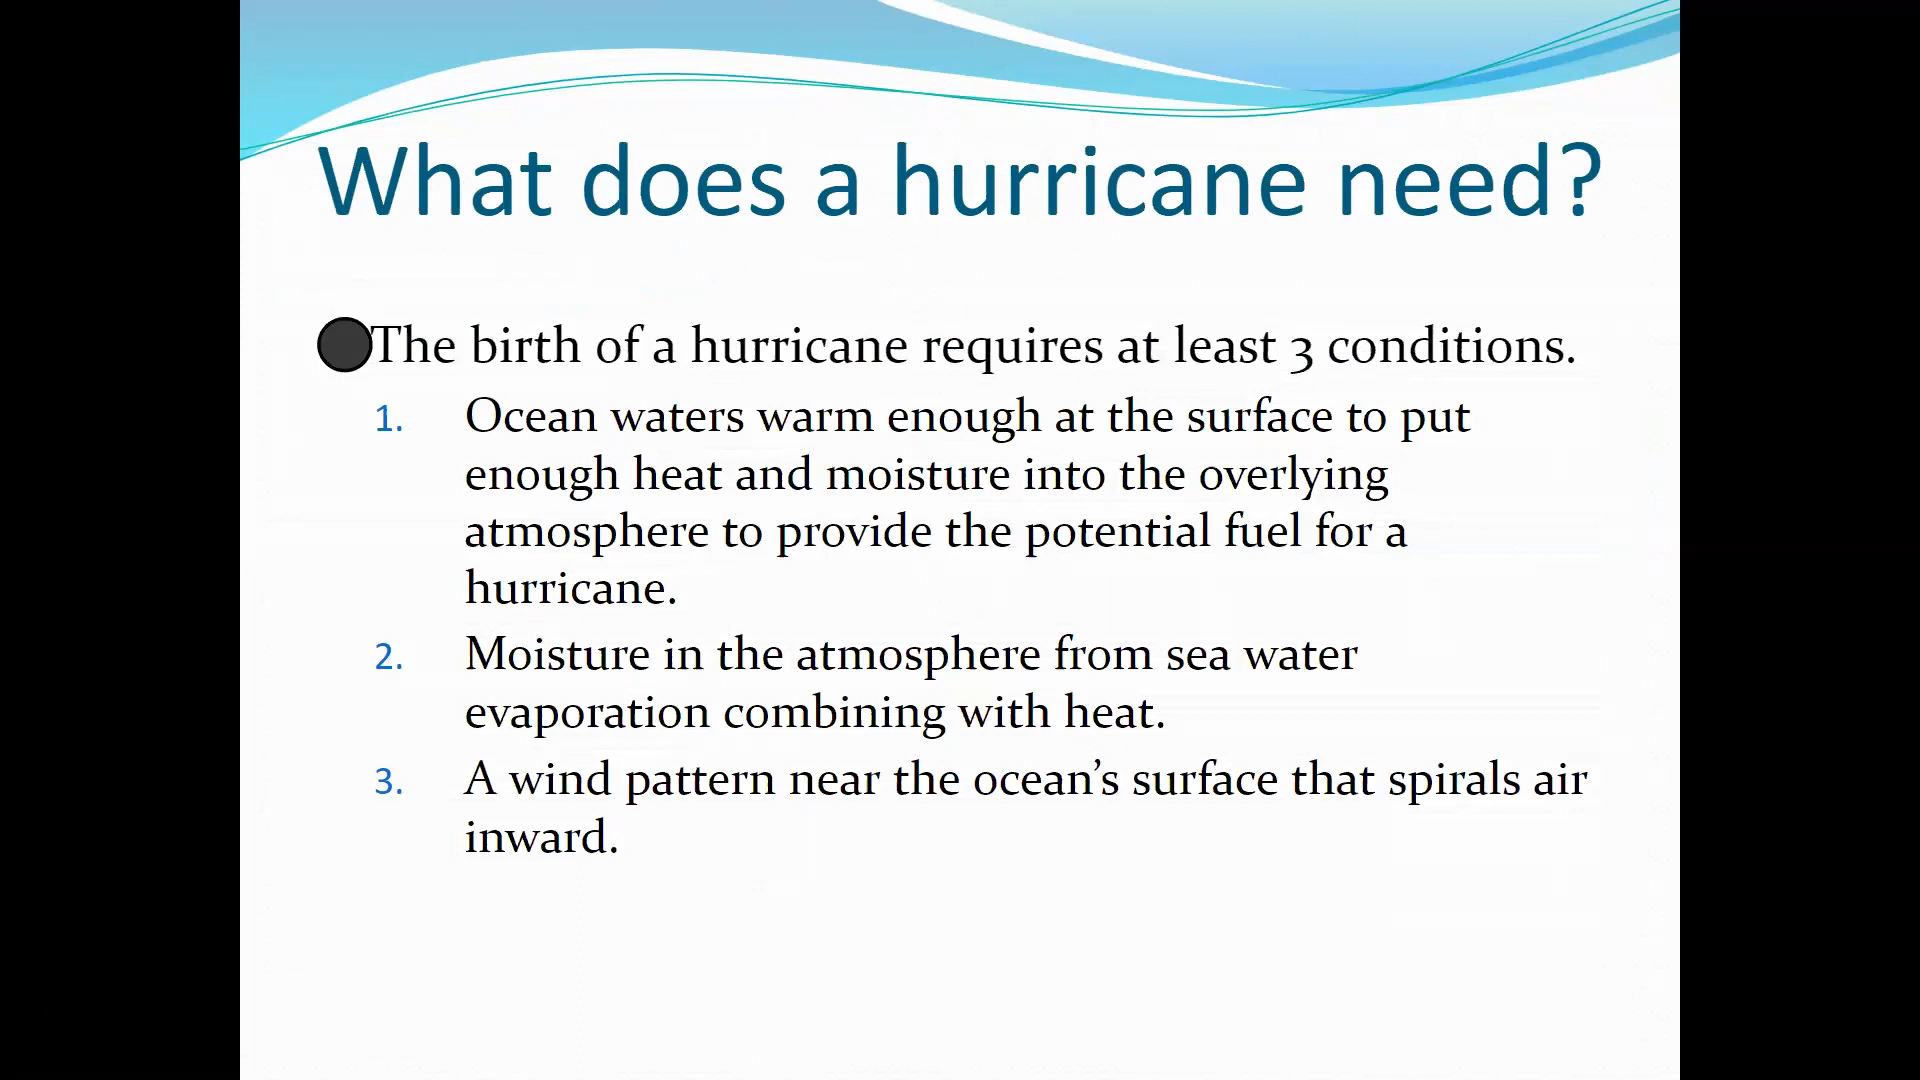 What does a hurricane need?
The birth of a hurricane requires at least 3 conditions.
1. Ocean waters warm enough at the surface to put
enough heat and moisture into the overlying
atmosphere to provide the potential fuel for a
hurricane.
2. Moisture in the atmosphere from sea water
evaporation combining with heat.
3. A wind pattern near the ocean’s surface that spirals air
inward.